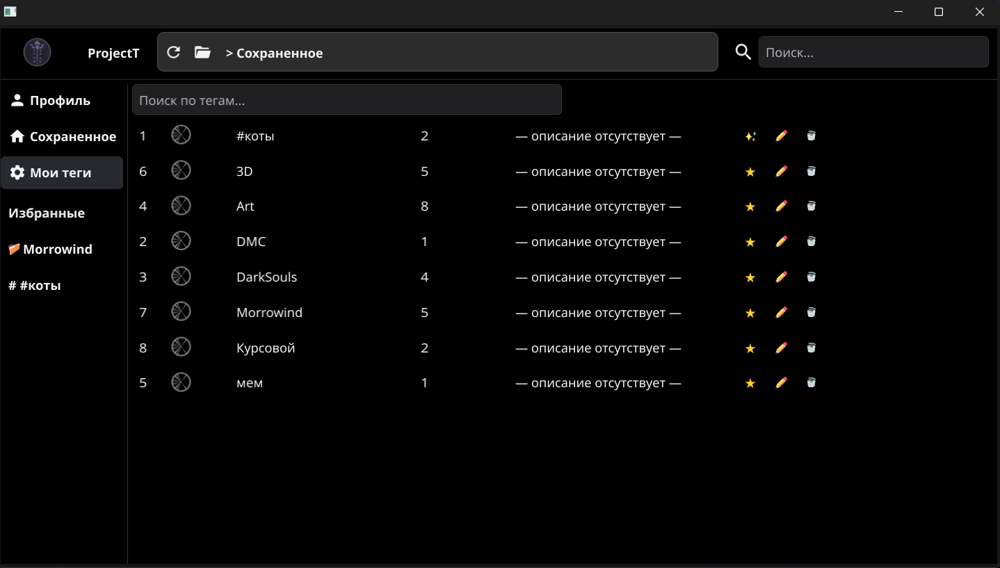 ProjectT > Сохраненное Поиск...
Профиль
Сохраненное
Мои теги
Избранные
Morrowind
# #коты
Поиск по тегам...
1 #коты 2 — описание отсутствует —
6 3D 5 — описание отсутствует —
4 Art 8 — описание отсутствует —
2 DMC 1 — описание отсутствует —
3 DarkSouls 4 — описание отсутствует —
7 Morrowind 5 — описание отсутствует —
8 Курсовой 2 — описание отсутствует —
5 мем 1 — описание отсутствует —